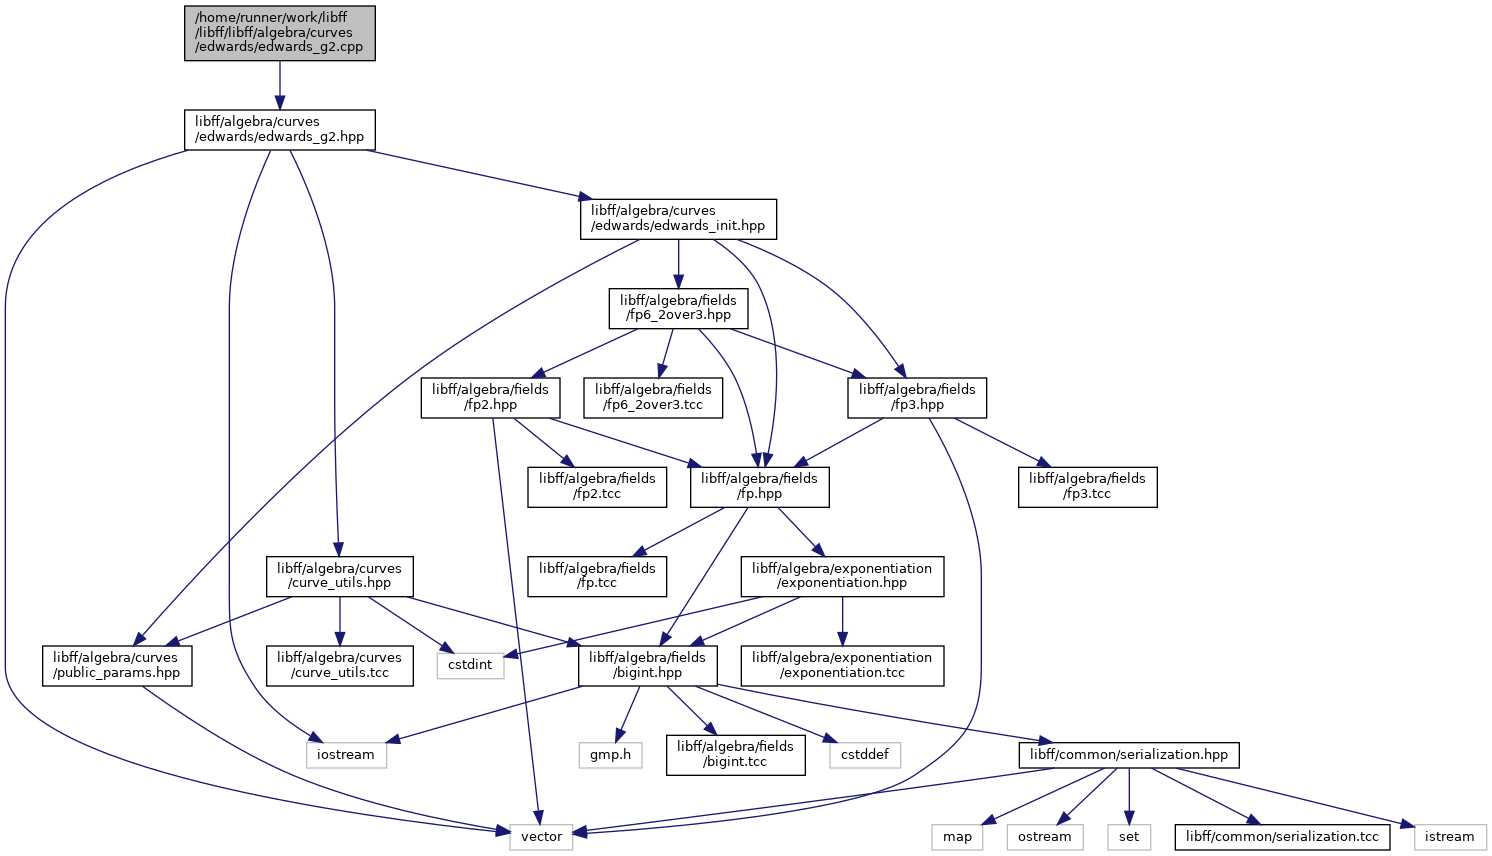 /home/runner/work/libff
/libff/libff/algebra/curves
/edwards/edwards_g2.cpp
libff/algebra/curves
/edwards/edwards_g2.hpp
libff/algebra/curves
/edwards/edwards_init.hpp
libff/algebra/fields
/fp6_2over3.hpp
libff/algebra/fields
/fp2.hpp
libff/algebra/fields
/fp6_2over3.tcc
libff/algebra/fields
/fp3.hpp
libff/algebra/fields
/fp2.tcc
libff/algebra/fields
/fp.hpp
libff/algebra/fields
/fp3.tcc
libff/algebra/curves
/curve_utils.hpp
libff/algebra/fields
/fp.tcc
libff/algebra/exponentiation
/exponentiation.hpp
libff/algebra/curves
/public_params.hpp
libff/algebra/curves
/curve_utils.tcc
cstdint
libff/algebra/fields
/bigint.hpp
libff/algebra/exponentiation
/exponentiation.tcc
iostream
gmp.h
libff/algebra/fields
/bigint.tcc
cstddef
libff/common/serialization.hpp
vector
map
ostream
set
libff/common/serialization.tcc
istream